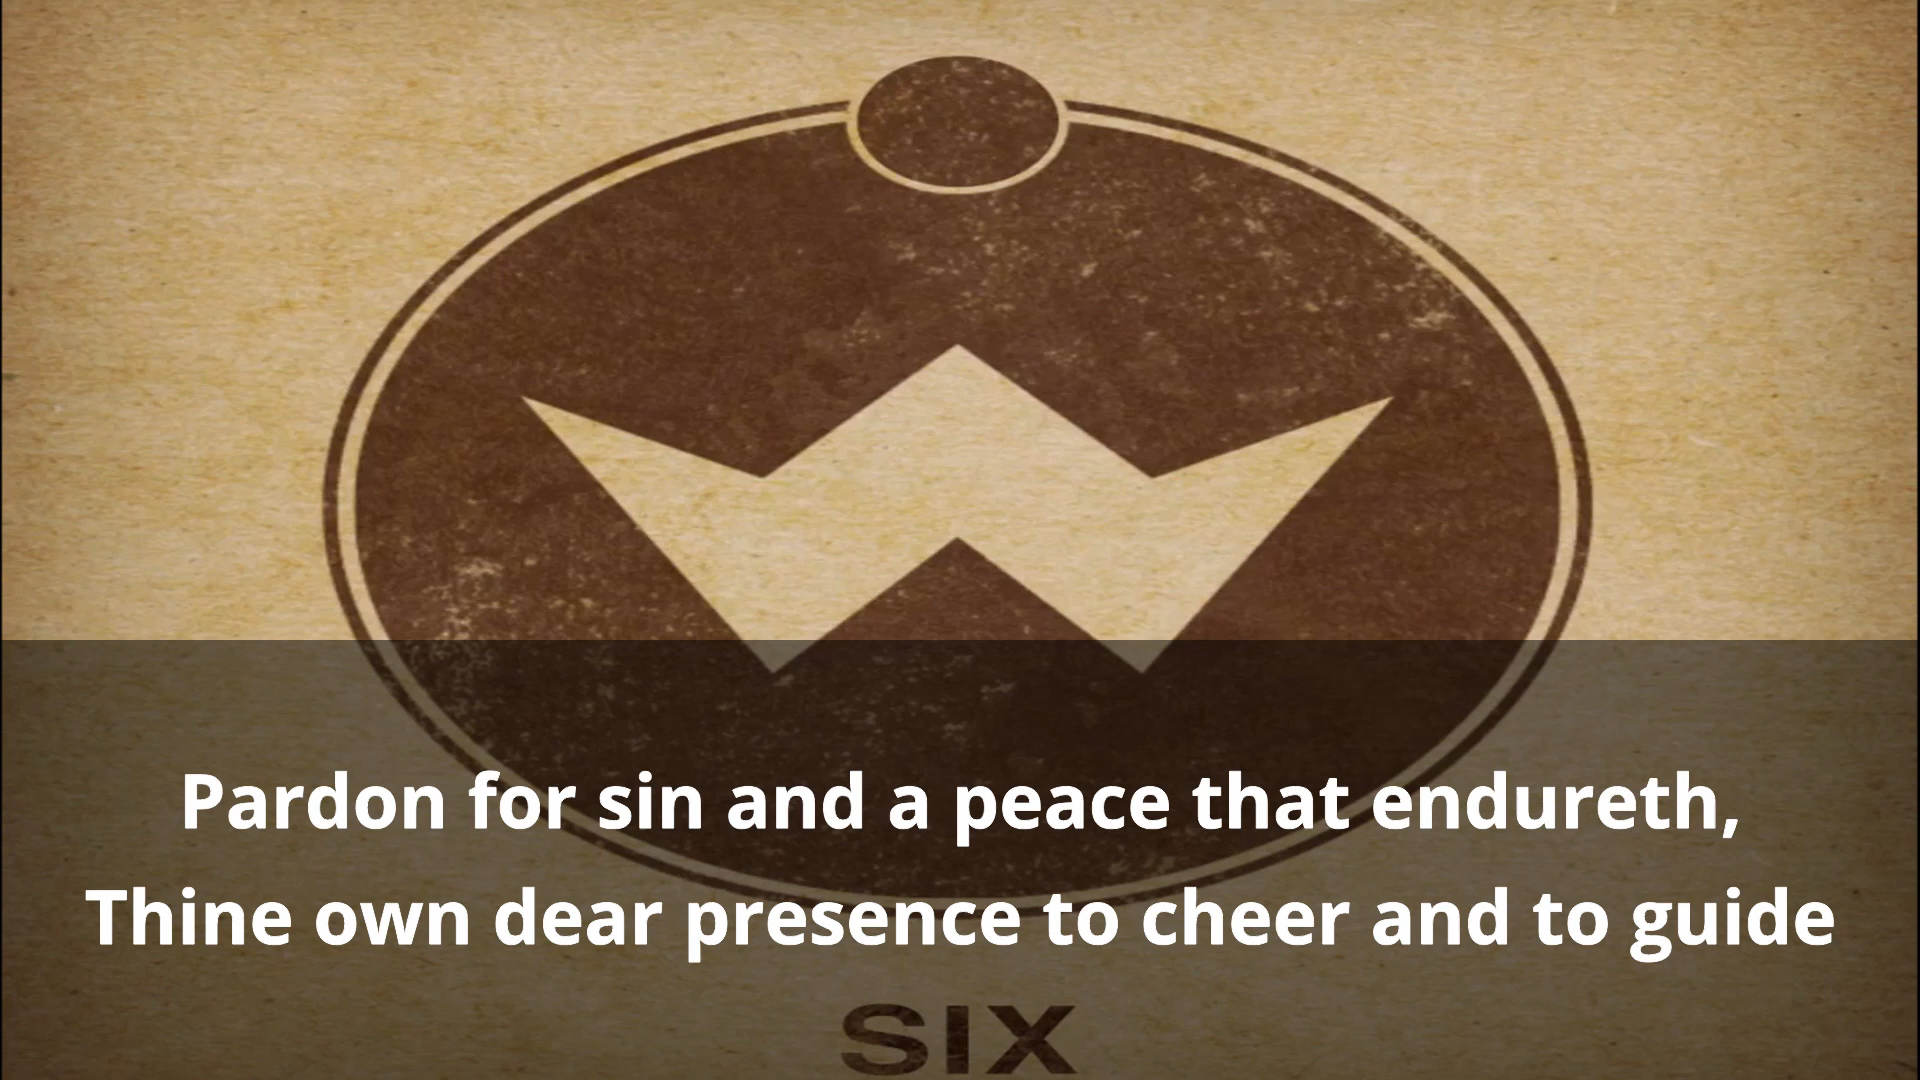 Pardon for sin and a peace that endureth,
Thine own dear presence to cheer and to guide
SIX